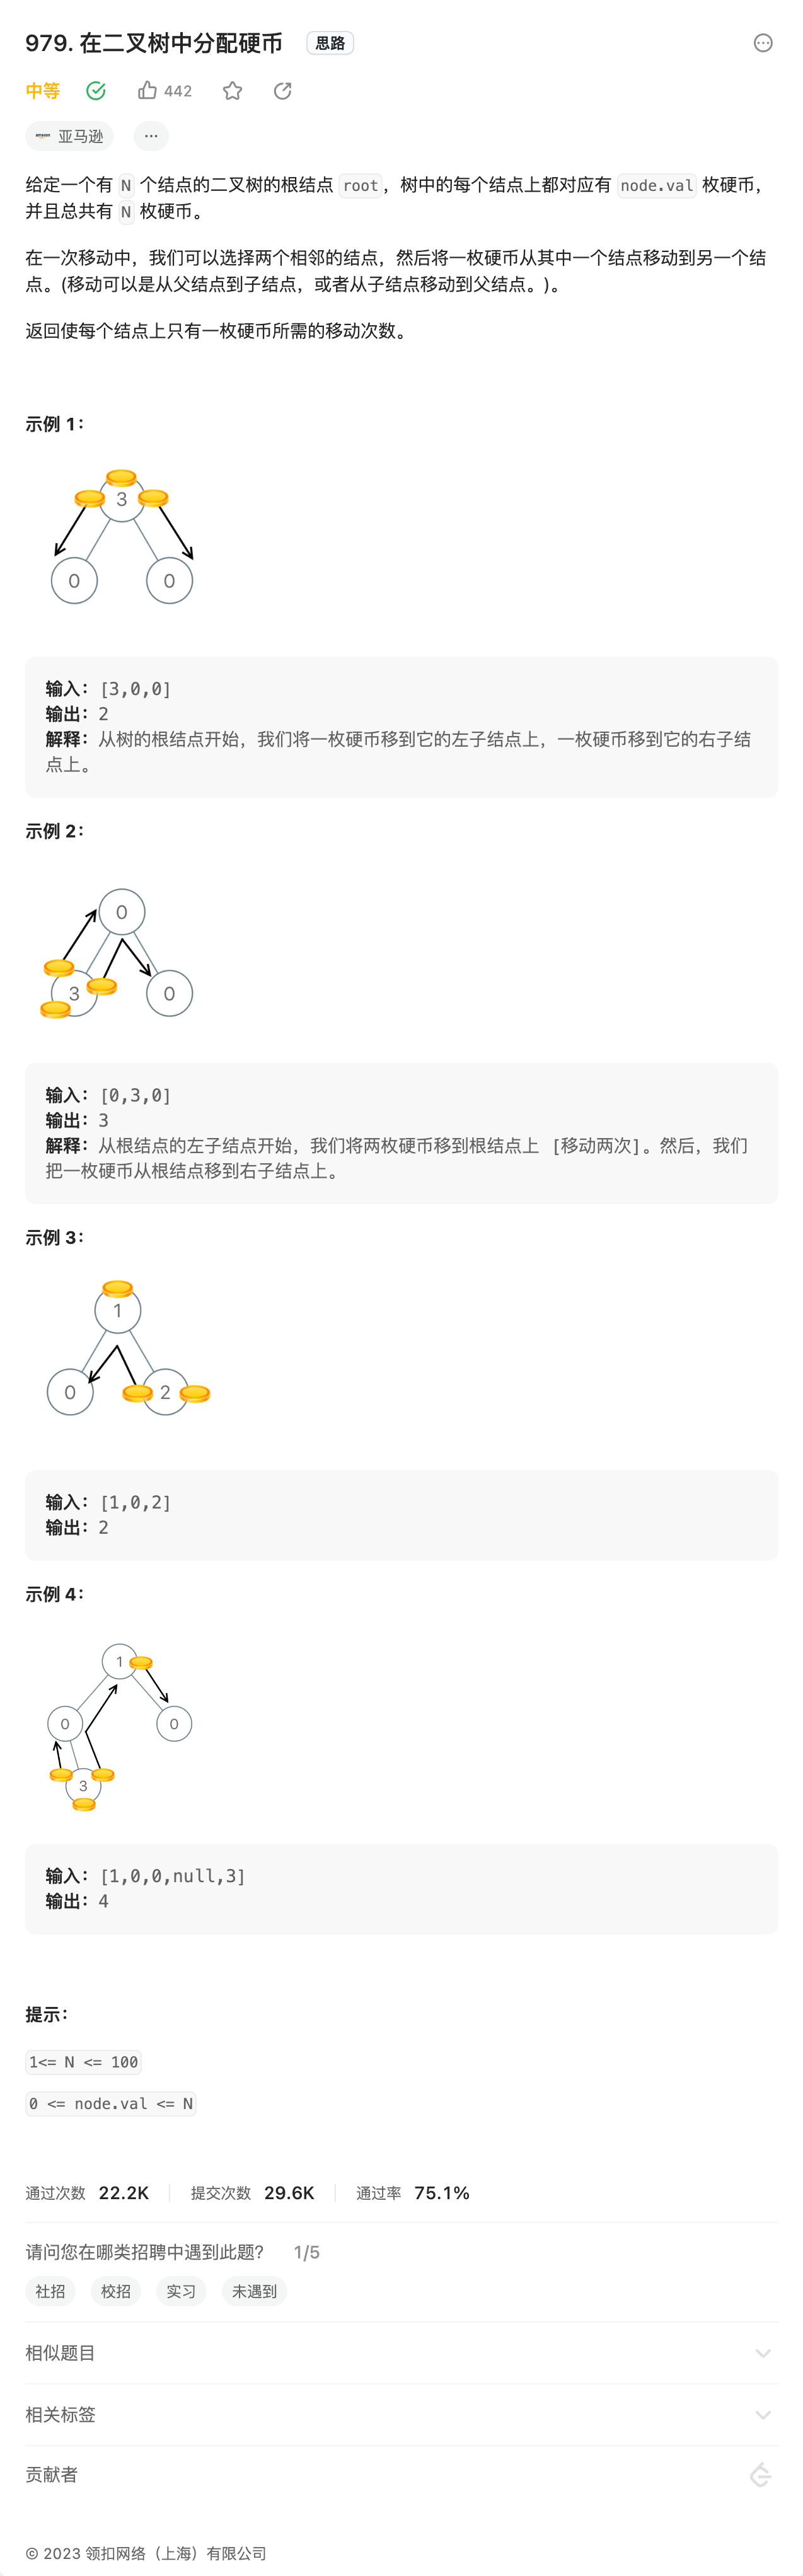 979. 在二叉树中分配硬币 思路
中等 442
amazon 亚马逊 ...
给定一个有 N 个结点的二叉树的根结点 root，树中的每个结点上都对应有 node.val 枚硬币，
并且总共有 N 枚硬币。
在一次移动中，我们可以选择两个相邻的结点，然后将一枚硬币从其中一个结点移动到另一个结
点。(移动可以是从父结点到子结点，或者从子结点移动到父结点。)。
返回使每个结点上只有一枚硬币所需的移动次数。
示例 1：
3
0 0
输入：[3,0,0]
输出：2
解释：从树的根结点开始，我们将一枚硬币移到它的左子结点上，一枚硬币移到它的右子结
点上。
示例 2：
0
3 0
输入：[0,3,0]
输出：3
解释：从根结点的左子结点开始，我们将两枚硬币移到根结点上 [移动两次]。然后，我们
把一枚硬币从根结点移到右子结点上。
示例 3：
1
0 2
输入：[1,0,2]
输出：2
示例 4：
1
0 0
3
输入：[1,0,0,null,3]
输出：4
提示：
1<= N <= 100
0 <= node.val <= N
通过次数 22.2K 提交次数 29.6K 通过率 75.1%
请问您在哪类招聘中遇到此题? 1/5
社招 校招 实习 未遇到
相似题目
相关标签
贡献者
© 2023 领扣网络（上海）有限公司